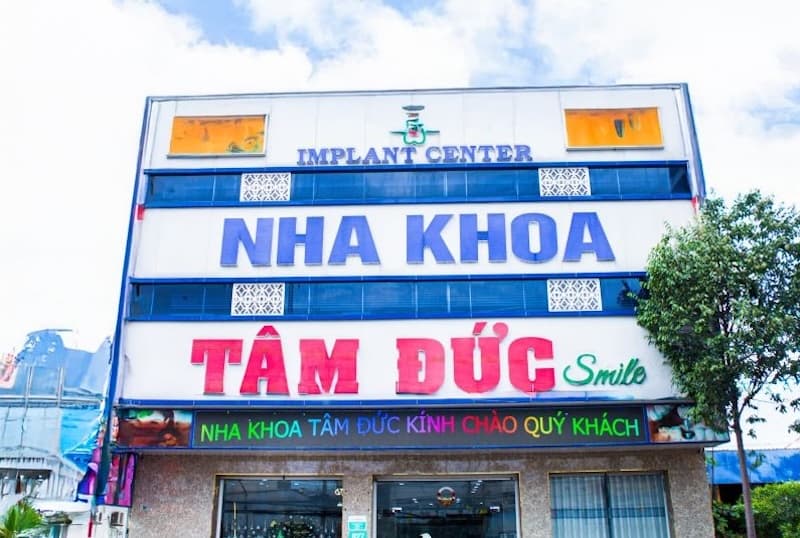 IMPLANT CENTER
NHA KHOA
TÂM ĐỨC Smile
NHA KHOA TÂM ĐỨC KÍNH CHÀO QUÝ KHÁCH